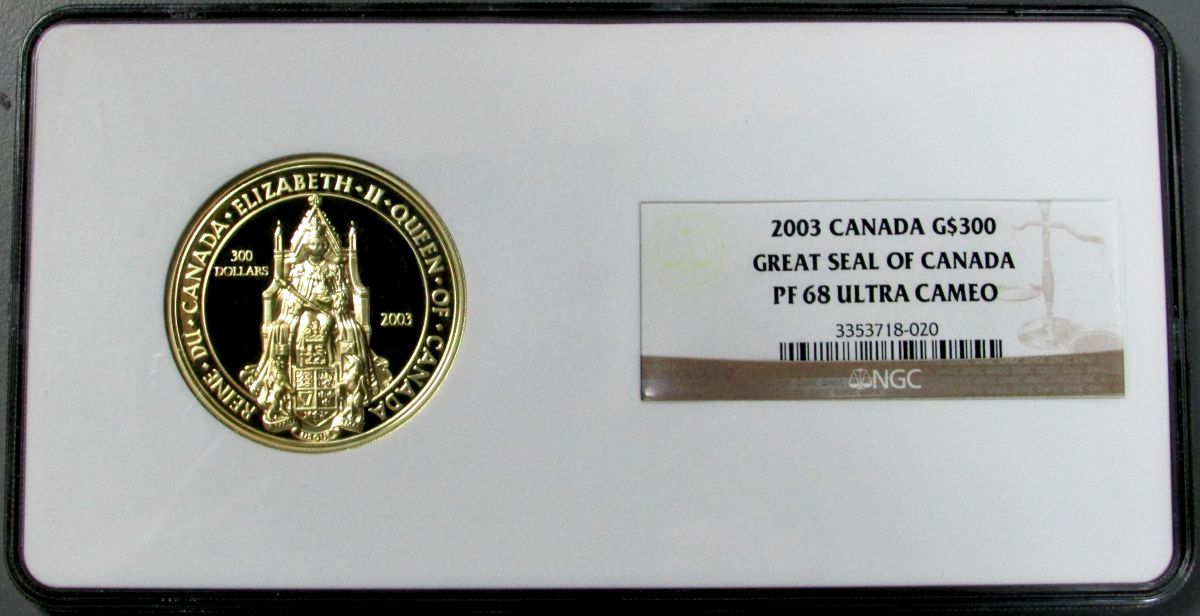 REINE · DU · CANADA · ELIZABETH · II · QUEEN · OF · CANADA
300
DOLLARS
2003
2003 CANADA G$300
GREAT SEAL OF CANADA
PF 68 ULTRA CAMEO
3353718-020
NGC